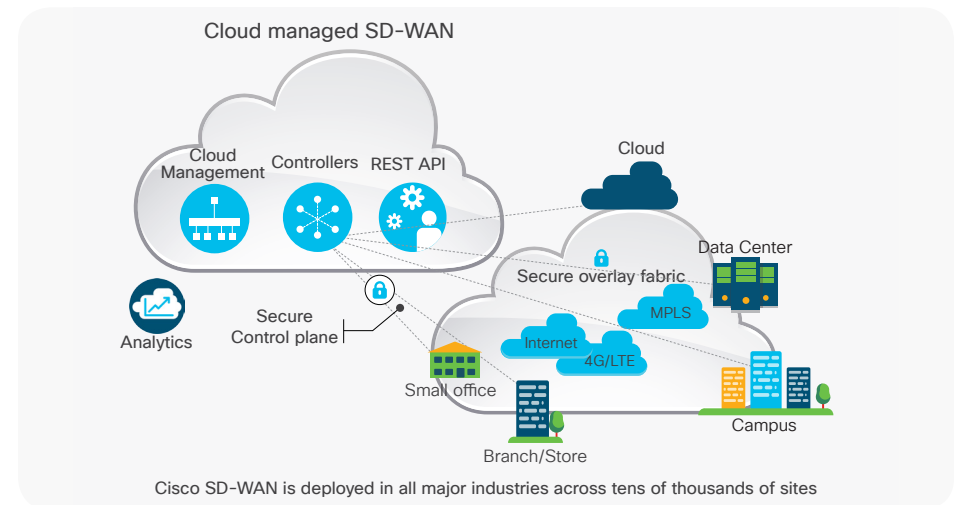 Cloud managed SD-WAN
Cloud
Management
Controllers
REST API
Cloud
Data Center
Secure overlay fabric
MPLS
Internet
4G/LTE
Analytics
Secure
Control plane
Small office
Branch/Store
Campus
Cisco SD-WAN is deployed in all major industries across tens of thousands of sites